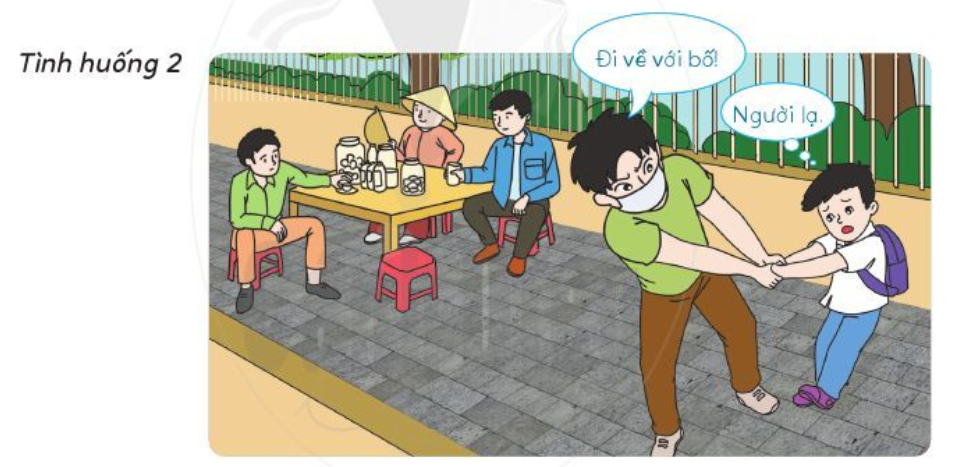 Tình huống 2
Đi về với bố!
Người lạ.